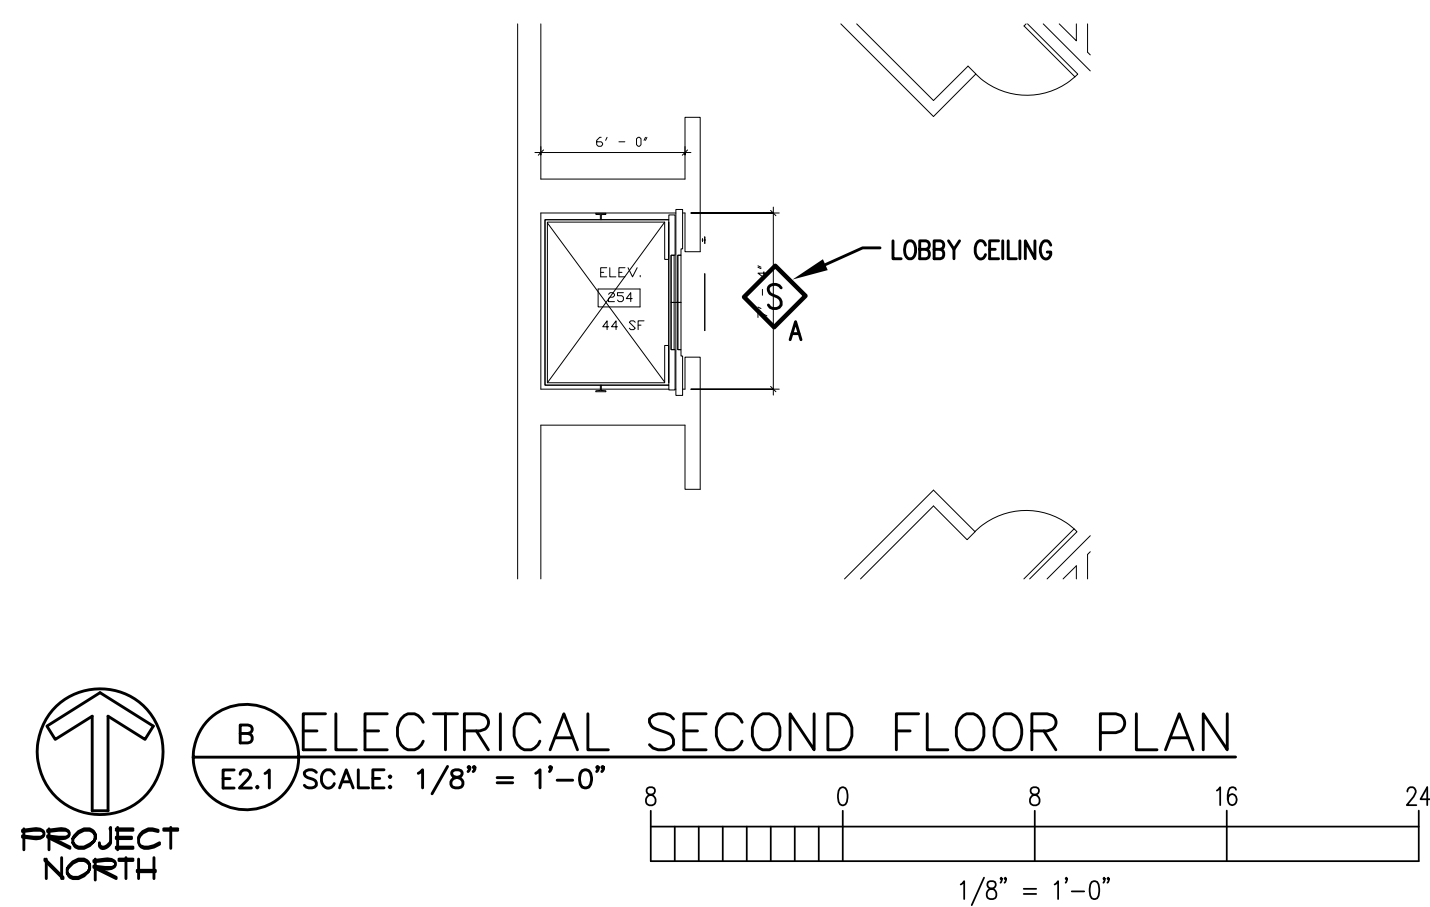 6' - 0"
LOBBY CEILING
ELEV.
254
44 SF
S
A
B
E2.1
ELECTRICAL SECOND FLOOR PLAN
SCALE: 1/8" = 1'-0"
PROJECT
NORTH
8 0 8 16 24
1/8" = 1'-0"